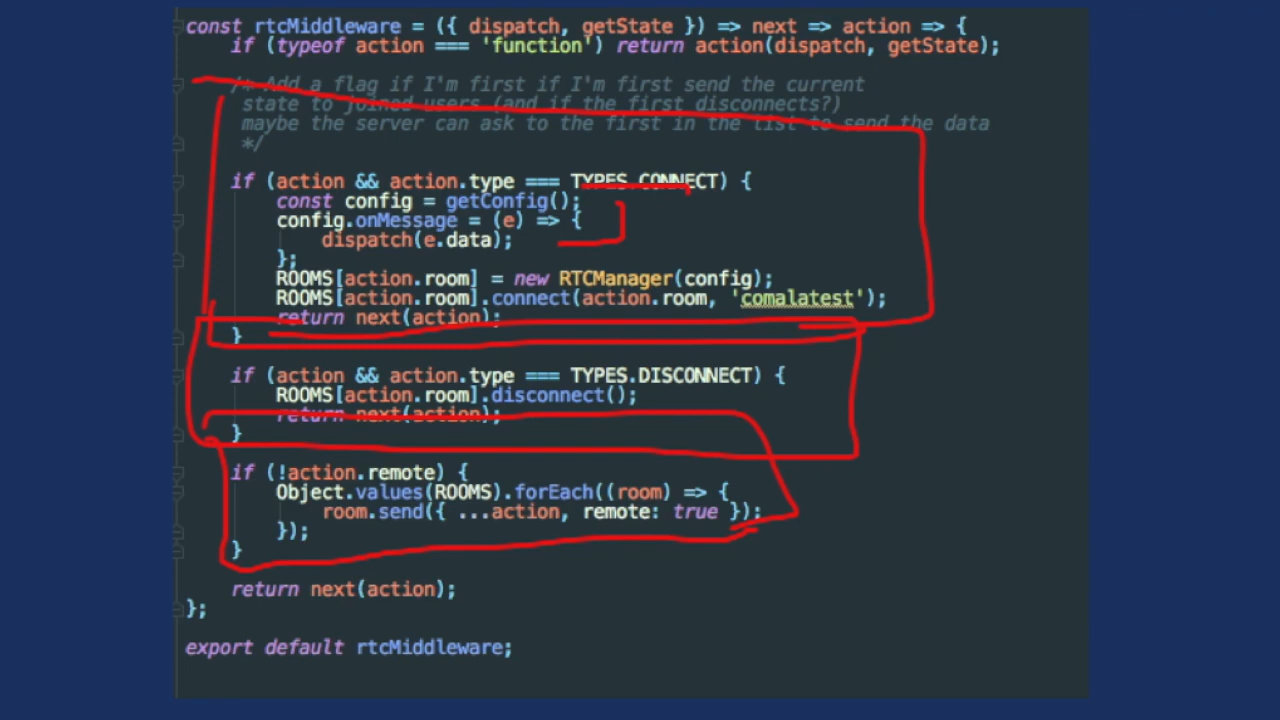 const rtcMiddleware = ({ dispatch, getState }) => next => action => {
if (typeof action === 'function') return action(dispatch, getState);
/* Add a flag if I'm first if I'm first send the current
state to joined users (and if the first disconnects?)
maybe the server can ask to the first in the list to send the data
*/
if (action && action.type === TYPES.CONNECT) {
const config = getConfig();
config.onMessage = (e) => {
dispatch(e.data);
};
ROOMS[action.room] = new RTCManager(config);
ROOMS[action.room].connect(action.room, 'comalatest');
return next(action);
}
if (action && action.type === TYPES.DISCONNECT) {
ROOMS[action.room].disconnect();
return next(action);
}
if (!action.remote) {
Object.values(ROOMS).forEach((room) => {
room.send({ ...action, remote: true });
});
}
return next(action);
};
export default rtcMiddleware;